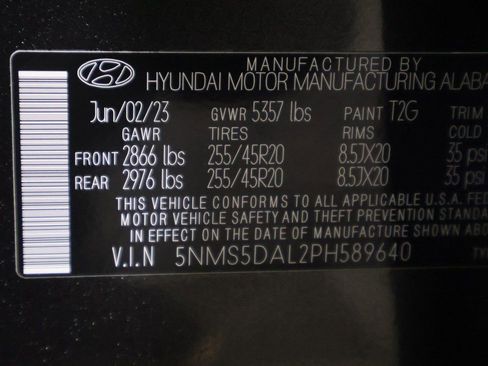 MANUFACTURED BY
HYUNDAI MOTOR MANUFACTURING ALABA
Jun/02/23 GVWR 5357 lbs PAINT T2G TRIM
GAWR TIRES RIMS COLD
FRONT 2866 lbs 255/45R20 8.5JX20 35 psi
REAR 2976 lbs 255/45R20 8.5JX20 35 psi
THIS VEHICLE CONFORMS TO ALL APPLICABLE U.S.A. FED
MOTOR VEHICLE SAFETY AND THEFT PREVENTION STAN
IN EFFECT ON THE DATE OF MANUFACTURE SHOWN A
V.I.N 5NMS5DAL2PH589640 TY